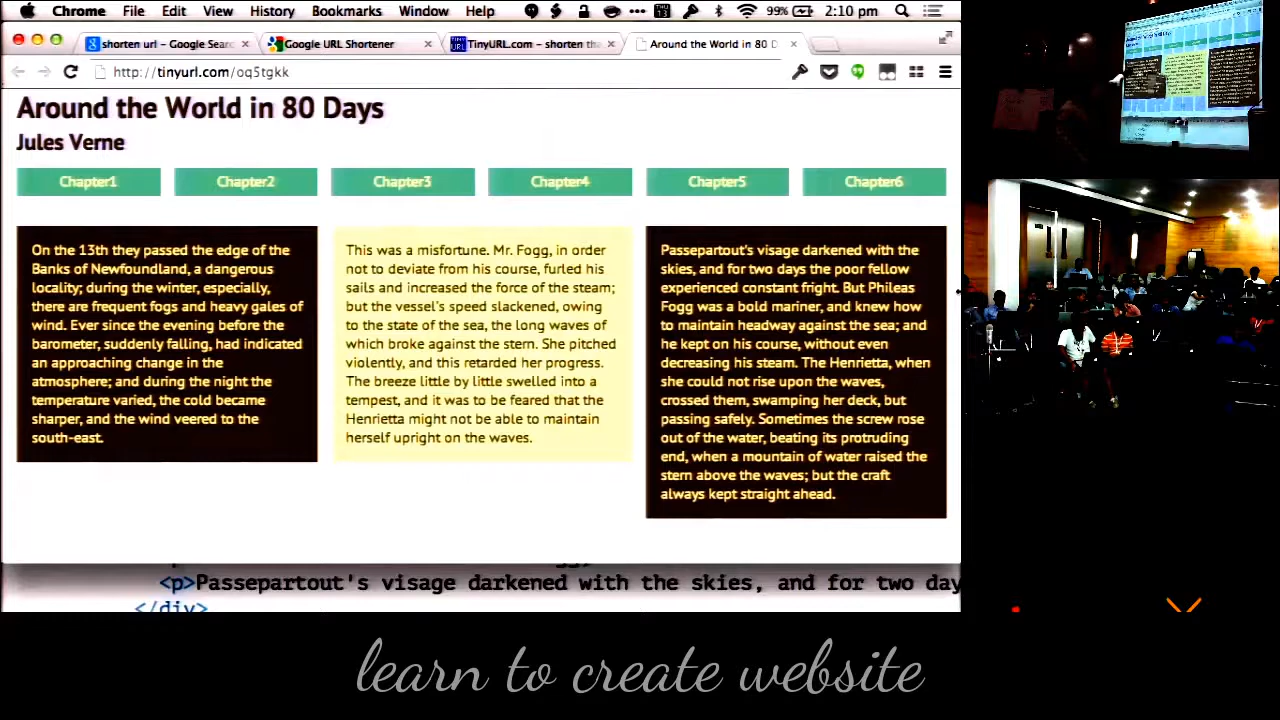 Chrome File Edit View History Bookmarks Window Help THU 13 99% 2:10 pm
shorten url - Google Searc
Google URL Shortener
TinyURL.com - shorten th
Around the World in 80 D
http://tinyurl.com/oq5tgkk
Around the World in 80 Days
Jules Verne
Chapter1 Chapter2 Chapter3 Chapter4 Chapter5 Chapter6
On the 13th they passed the edge of the
Banks of Newfoundland, a dangerous
locality; during the winter, especially,
there are frequent fogs and heavy gales of
wind. Ever since the evening before the
barometer, suddenly falling, had indicated
an approaching change in the
atmosphere; and during the night the
temperature varied, the cold became
sharper, and the wind veered to the
south-east.
This was a misfortune. Mr. Fogg, in order
not to deviate from his course, furled his
sails and increased the force of the steam;
but the vessel's speed slackened, owing
to the state of the sea, the long waves of
which broke against the stern. She pitched
violently, and this retarded her progress.
The breeze little by little swelled into a
tempest, and it was to be feared that the
Henrietta might not be able to maintain
herself upright on the waves.
Passepartout's visage darkened with the
skies, and for two days the poor fellow
experienced constant fright. But Phileas
Fogg was a bold mariner, and knew how
to maintain headway against the sea; and
he kept on his course, without even
decreasing his steam. The Henrietta, when
she could not rise upon the waves,
crossed them, swamping her deck, but
passing safely. Sometimes the screw rose
out of the water, beating its protruding
end, when a mountain of water raised the
stern above the waves; but the craft
always kept straight ahead.
<p>Passepartout's visage darkened with the skies, and for two day
</div>
learn to create website